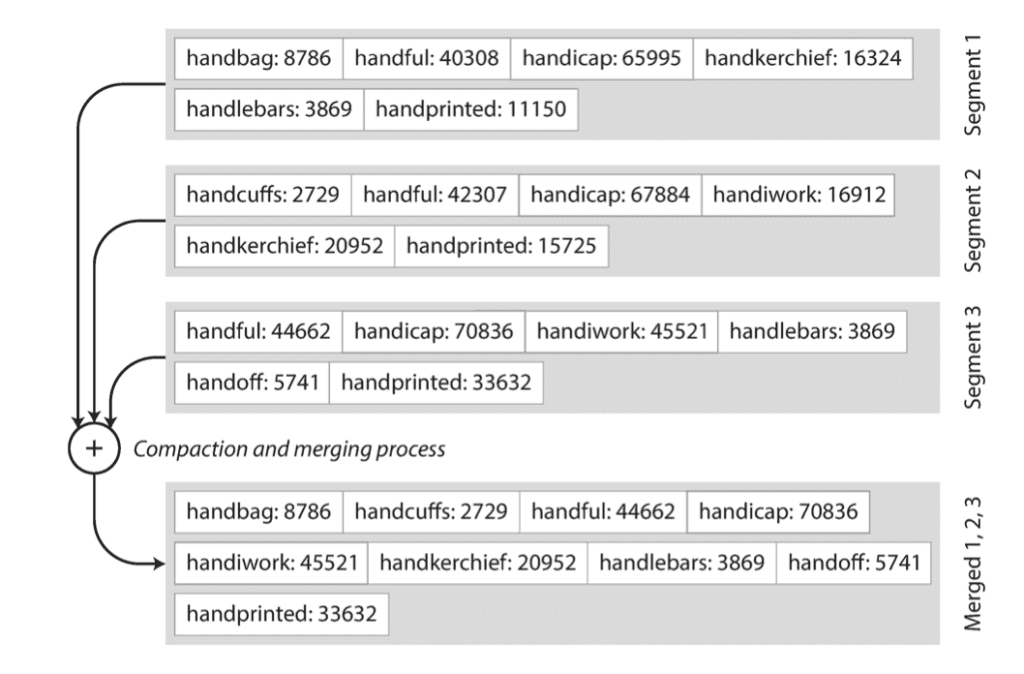 handbag: 8786 handful: 40308 handicap: 65995 handkerchief: 16324
handlebars: 3869 handprinted: 11150
Segment 1
handcuffs: 2729 handful: 42307 handicap: 67884 handiwork: 16912
handkerchief: 20952 handprinted: 15725
Segment 2
handful: 44662 handicap: 70836 handiwork: 45521 handlebars: 3869
handoff: 5741 handprinted: 33632
Segment 3
+ Compaction and merging process
handbag: 8786 handcuffs: 2729 handful: 44662 handicap: 70836
handiwork: 45521 handkerchief: 20952 handlebars: 3869 handoff: 5741
handprinted: 33632
Merged 1, 2, 3